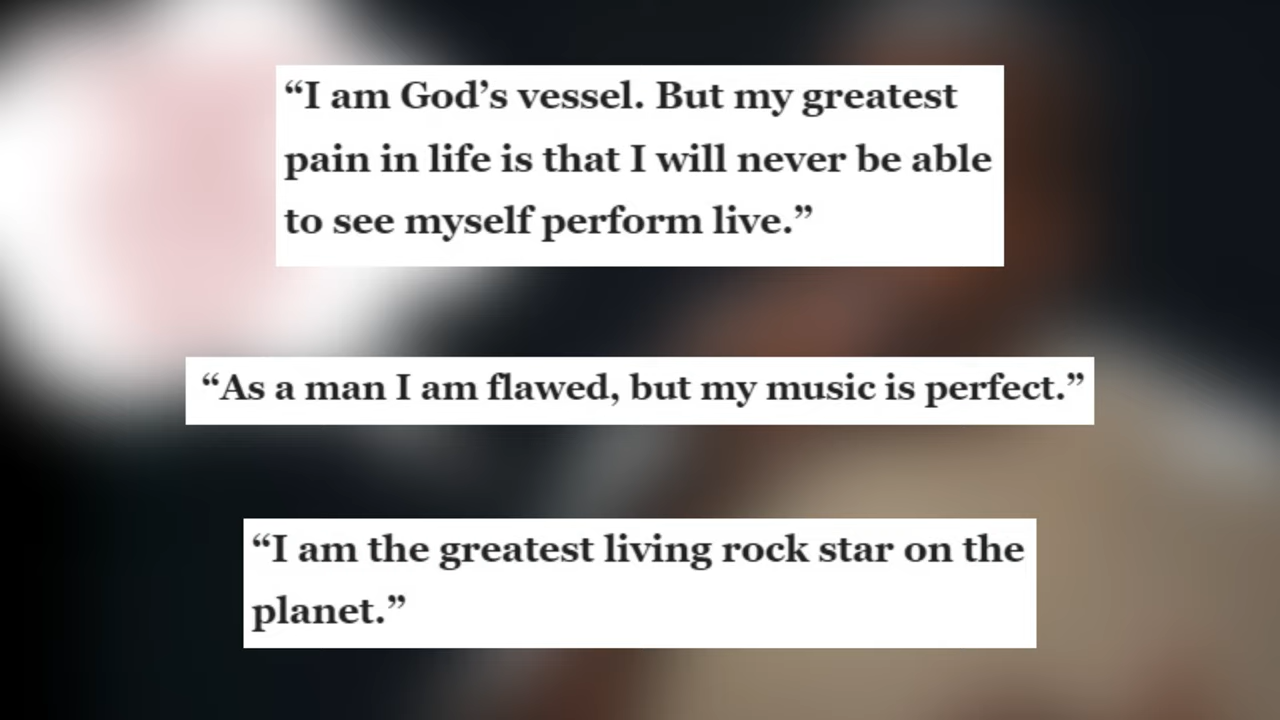 “I am God’s vessel. But my greatest
pain in life is that I will never be able
to see myself perform live.”
“As a man I am flawed, but my music is perfect.”
“I am the greatest living rock star on the
planet.”